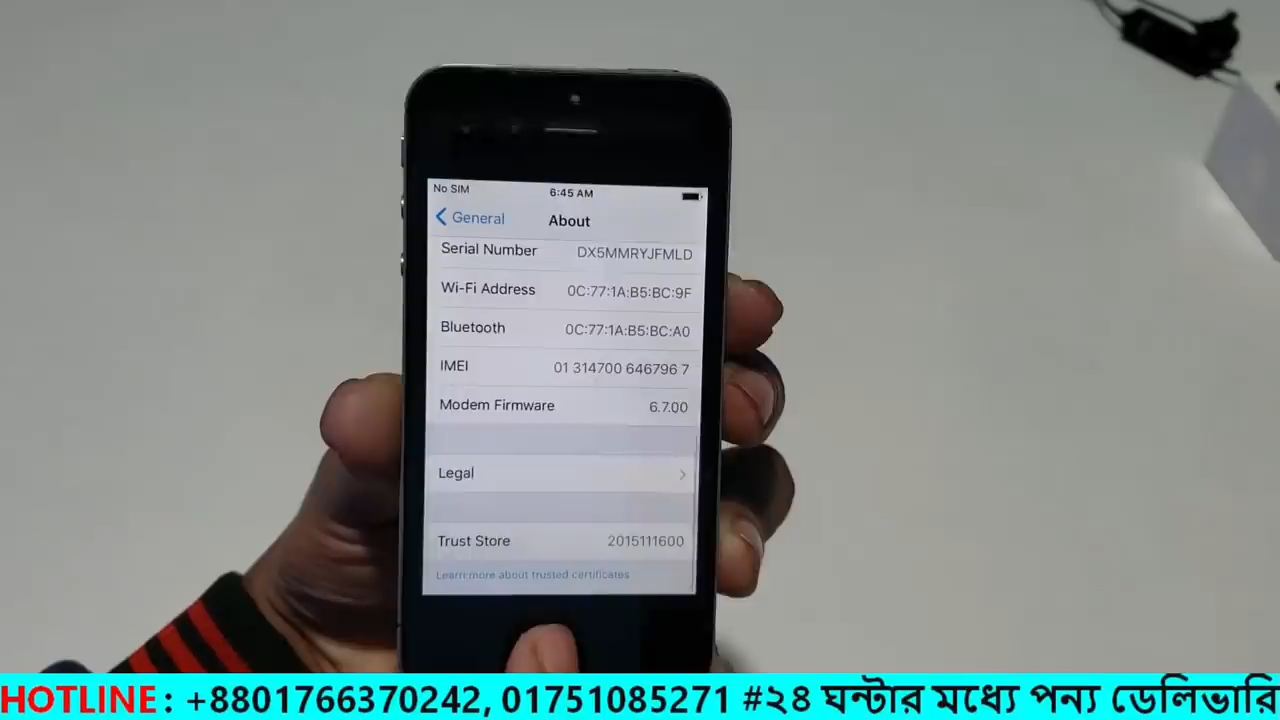 No SIM 6:45 AM
General About
Serial Number DX5MMRYJFMLD
Wi-Fi Address 0C:77:1A:B5:BC:9F
Bluetooth 0C:77:1A:B5:BC:A0
IMEI 01 314700 646796 7
Modem Firmware 6.7.00
Legal
Trust Store 2015111600
Learn more about trusted certificates
HOTLINE : +8801766370242, 01751085271 #২৪ ঘন্টার মধ্যে পন্য ডেলিভারি